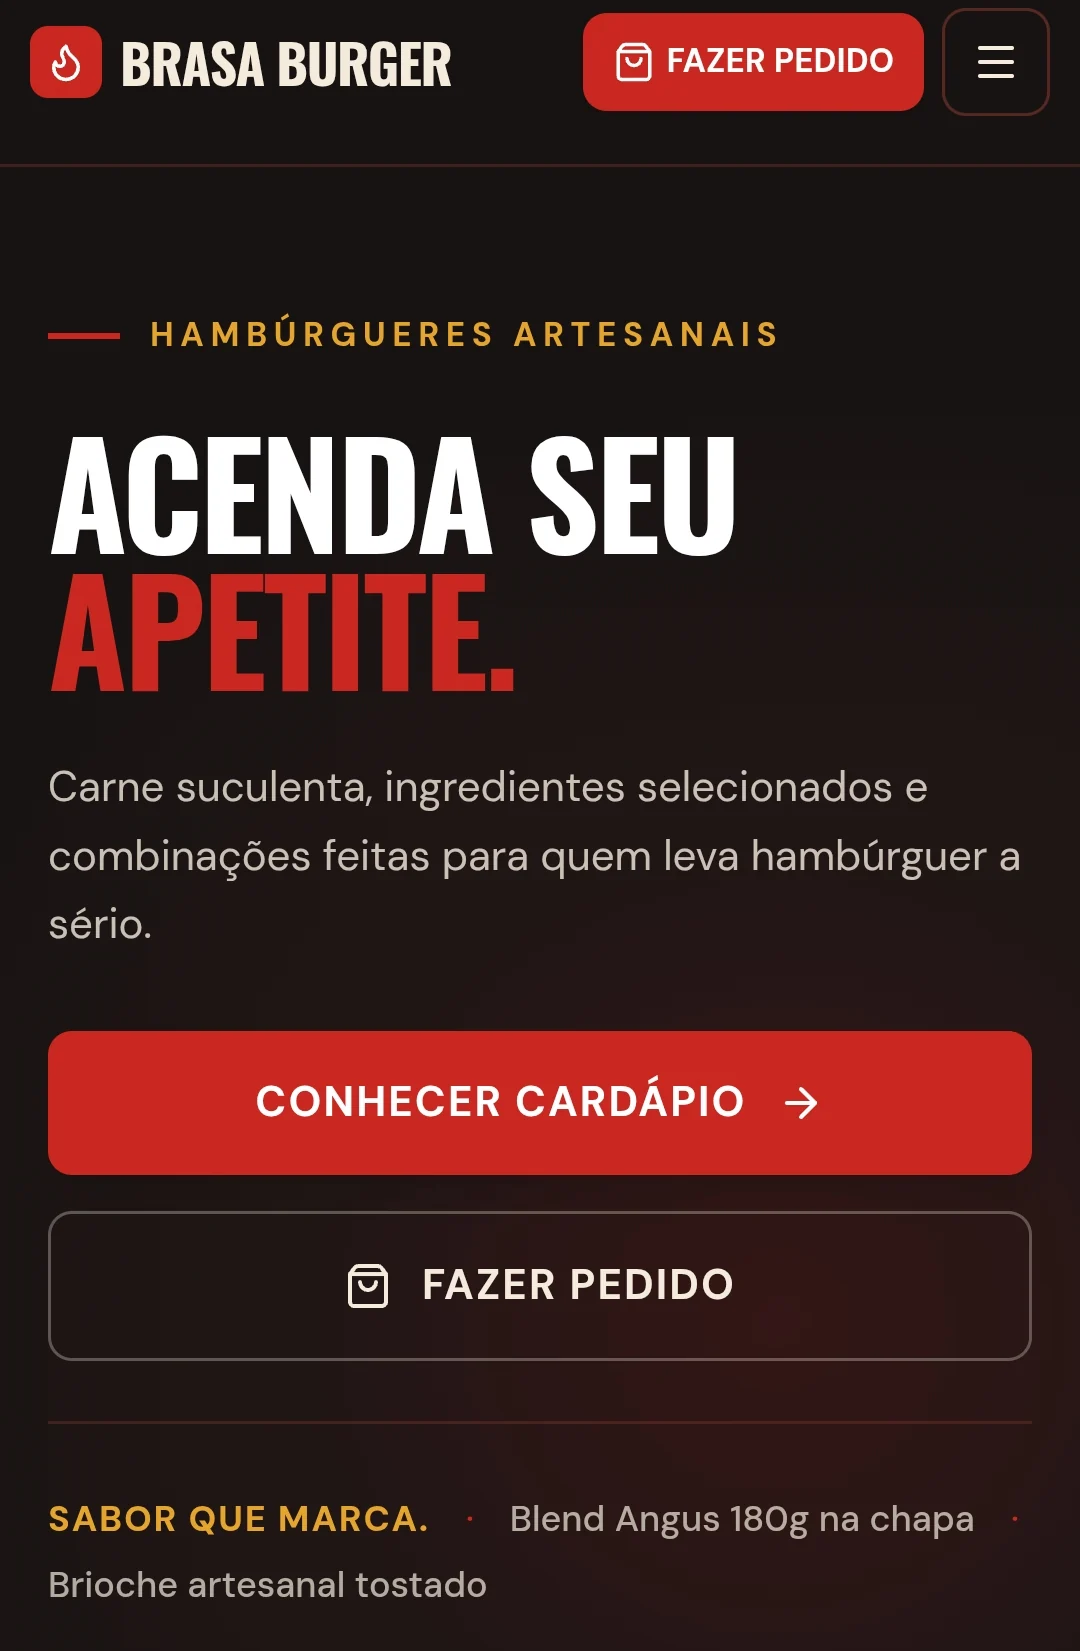 BRASA BURGER
FAZER PEDIDO
HAMBÚRGUERES ARTESANAIS
ACENDA SEU
APETITE.
Carne suculenta, ingredientes selecionados e
combinações feitas para quem leva hambúrguer a
sério.
CONHECER CARDÁPIO →
FAZER PEDIDO
SABOR QUE MARCA. · Blend Angus 180g na chapa ·
Brioche artesanal tostado